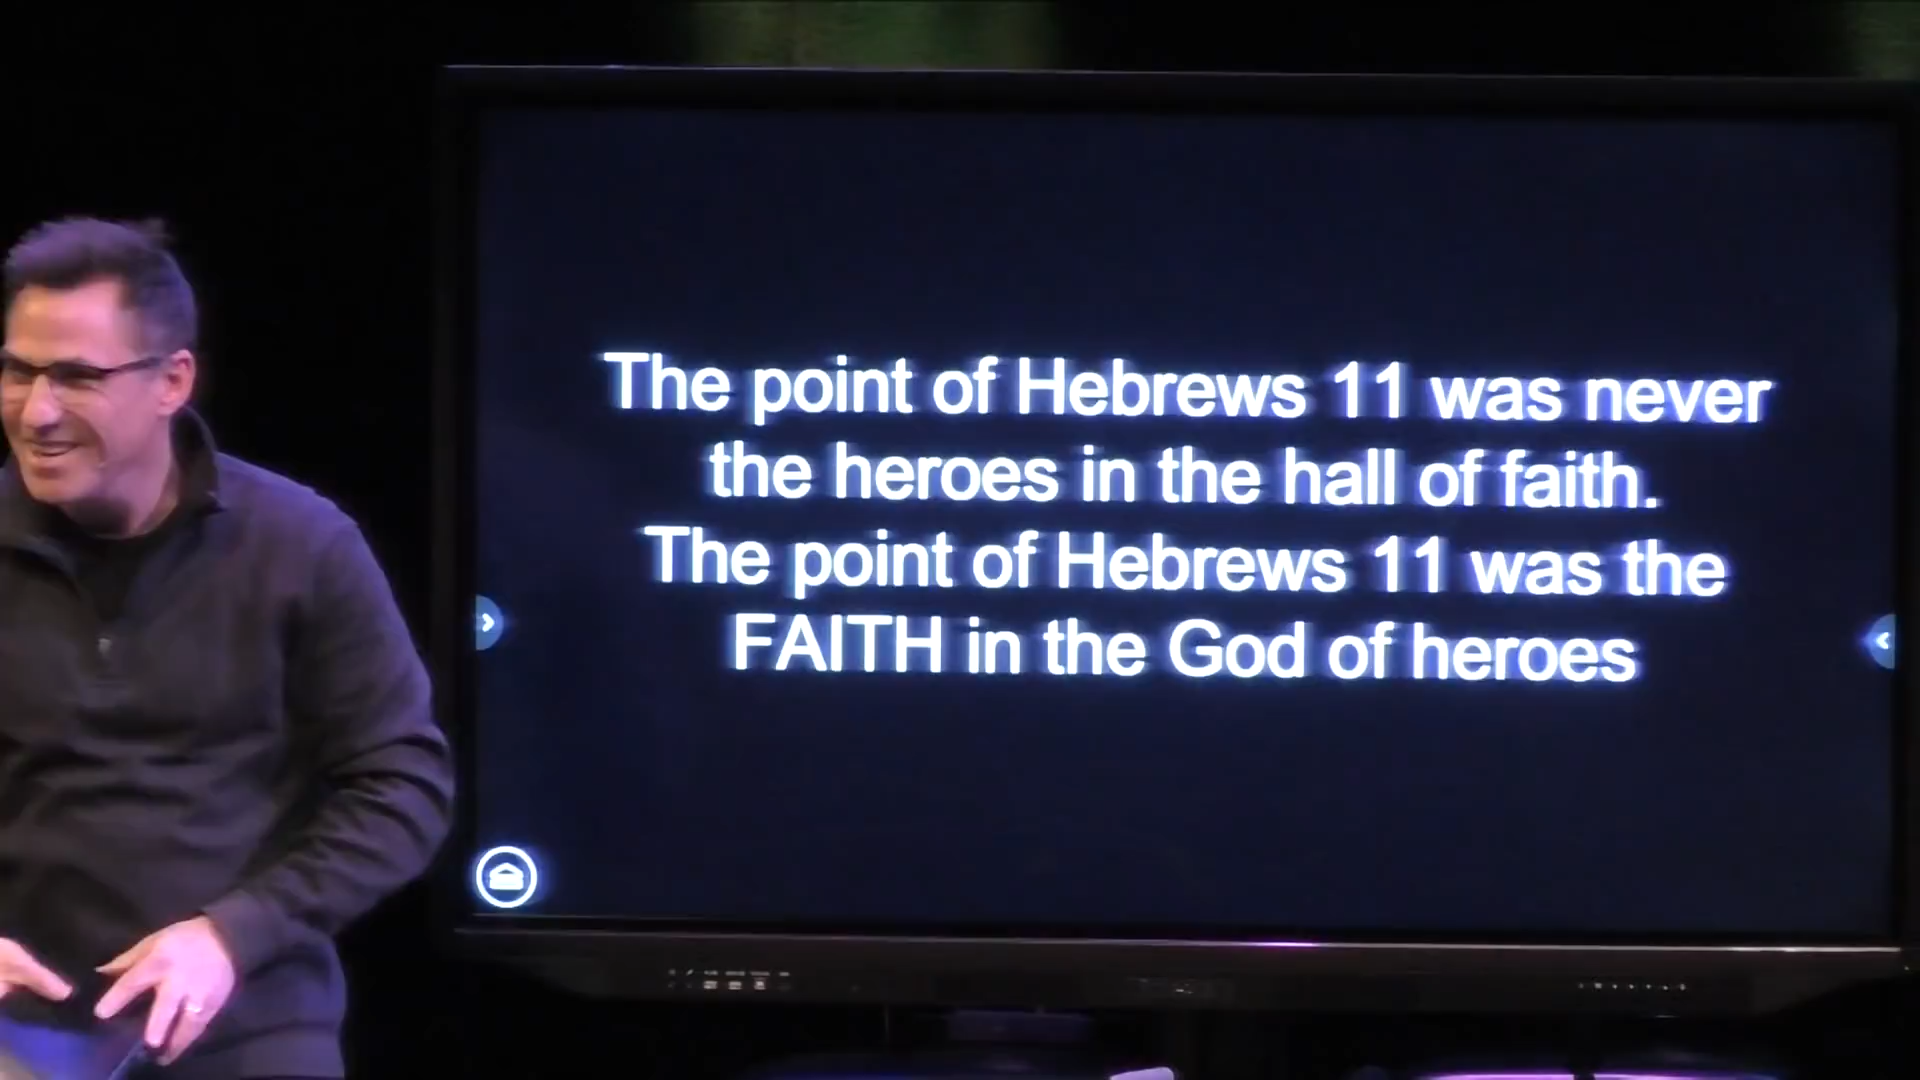 The point of Hebrews 11 was never
the heroes in the hall of faith.
The point of Hebrews 11 was the
FAITH in the God of heroes